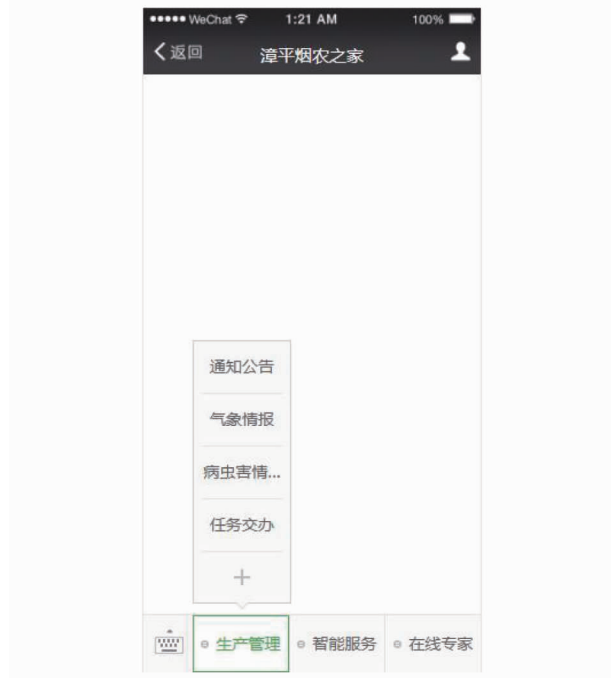 WeChat 1:21 AM 100%
返回 漳平烟农之家
通知公告
气象情报
病虫害情...
任务交办
+
生产管理 智能服务 在线专家